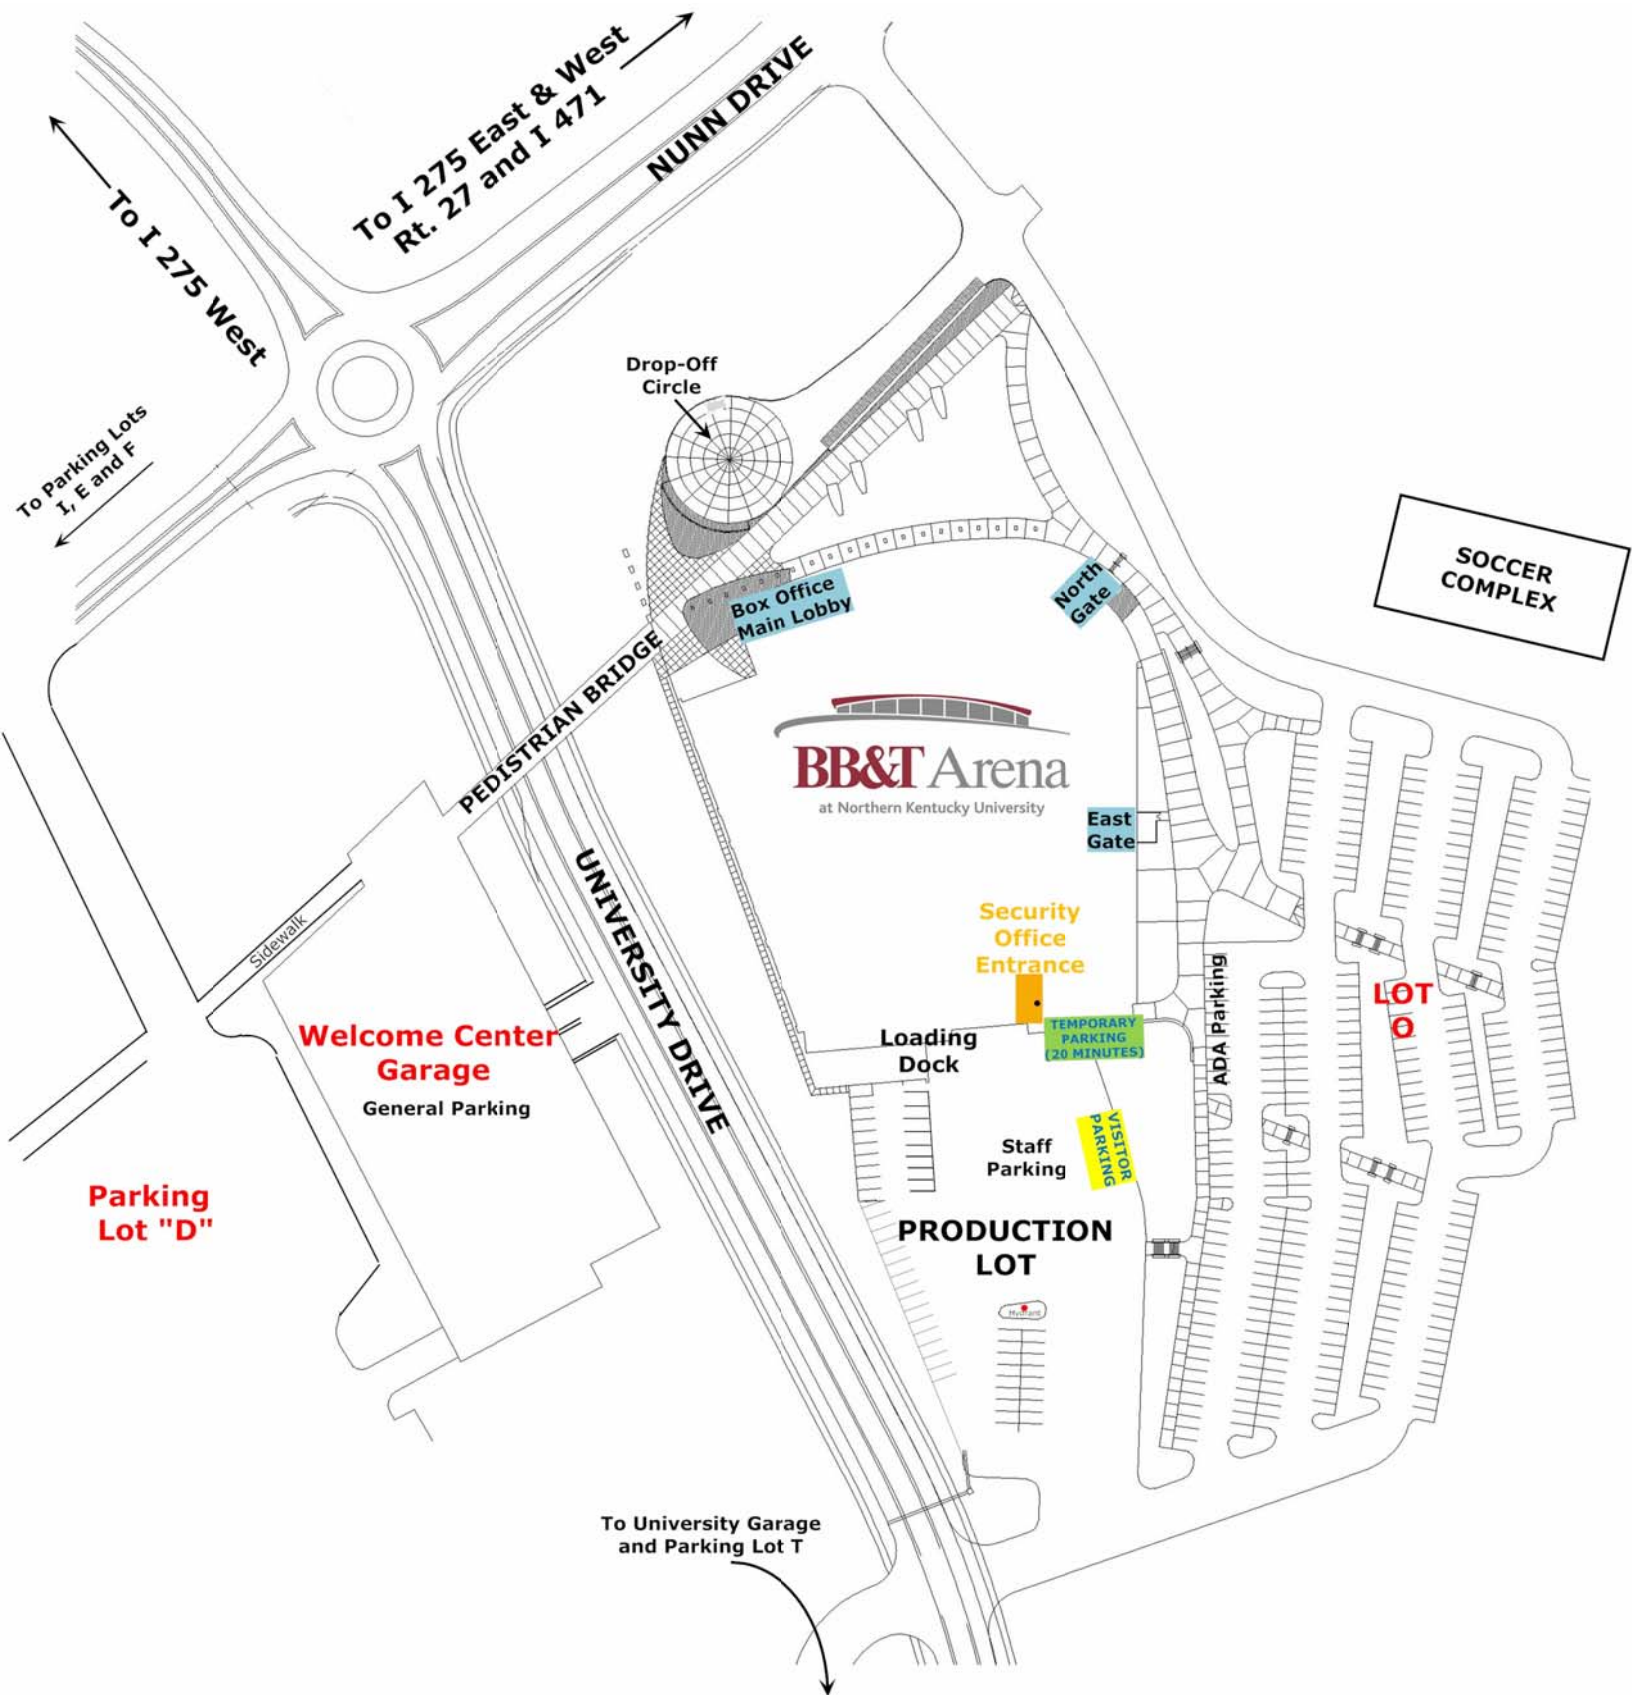 To I 275 East & West
Rt. 27 and I 471
NUNN DRIVE
To I 275 West
Drop-Off
Circle
To Parking Lots
I, E and F
SOCCER
COMPLEX
North
Gate
Box Office
Main Lobby
PEDISTRIAN BRIDGE
BB&T Arena
at Northern Kentucky University
East
Gate
UNIVERSITY DRIVE
Security
Office
Entrance
Sidewalk
ADA Parking
LOT
O
Welcome Center
Garage
General Parking
Loading
Dock
TEMPORARY
PARKING
(20 MINUTES)
VISITOR
PARKING
Staff
Parking
Parking
Lot "D"
PRODUCTION
LOT
Hydrant
To University Garage
and Parking Lot T